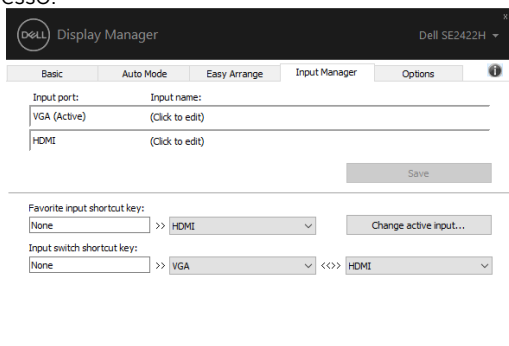 esso.
DELL Display Manager Dell SE2422H
x
Basic Auto Mode Easy Arrange Input Manager Options i
Input port: Input name:
VGA (Active) (Click to edit)
HDMI (Click to edit)
Save
Favorite input shortcut key:
None >> HDMI Change active input...
Input switch shortcut key:
None >> VGA <<>> HDMI